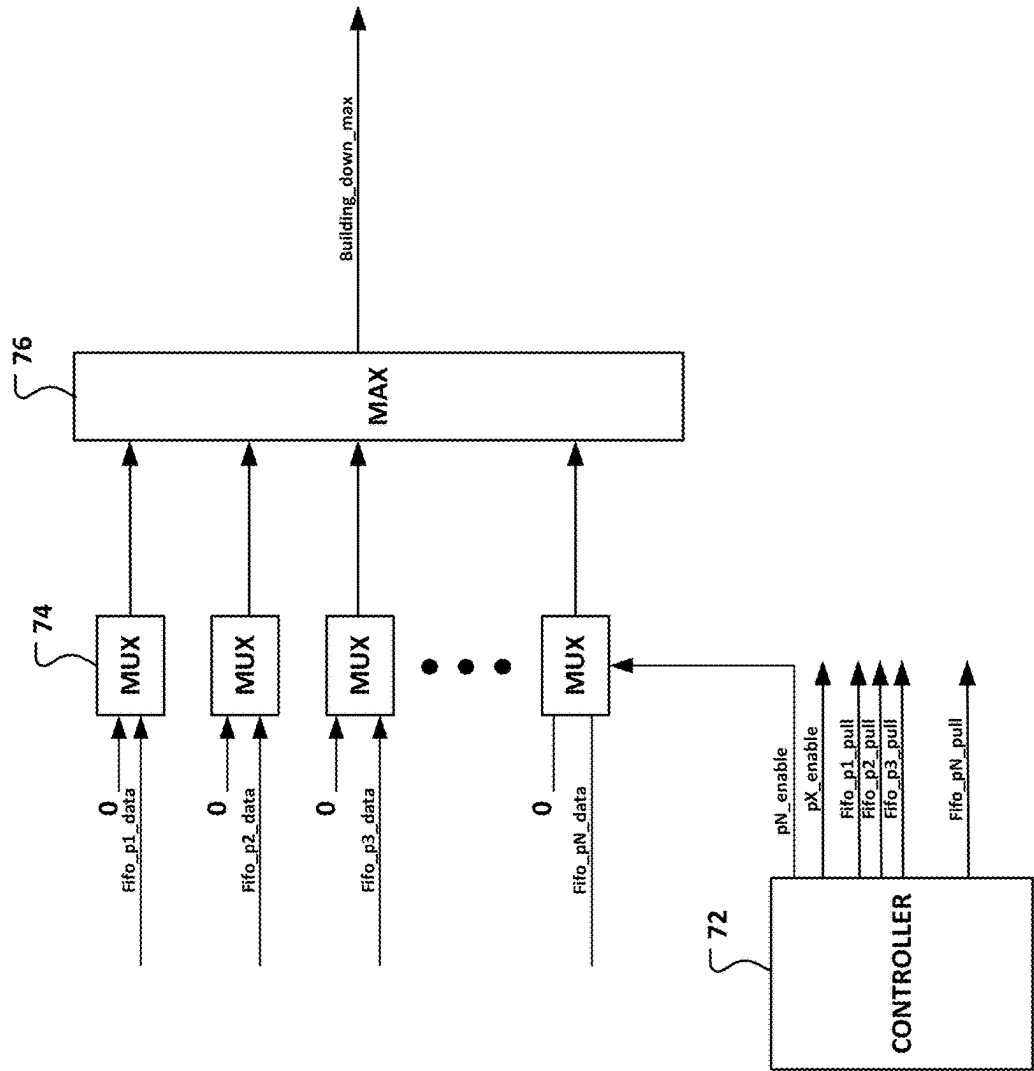 76
Building_down_max
MAX
74
MUX
MUX
MUX
MUX
0
Fifo_p1_data
0
Fifo_p2_data
0
Fifo_p3_data
0
Fifo_pN_data
pN_enable
pX_enable
Fifo_p1_pull
Fifo_p2_pull
Fifo_p3_pull
Fifo_pN_pull
72
CONTROLLER